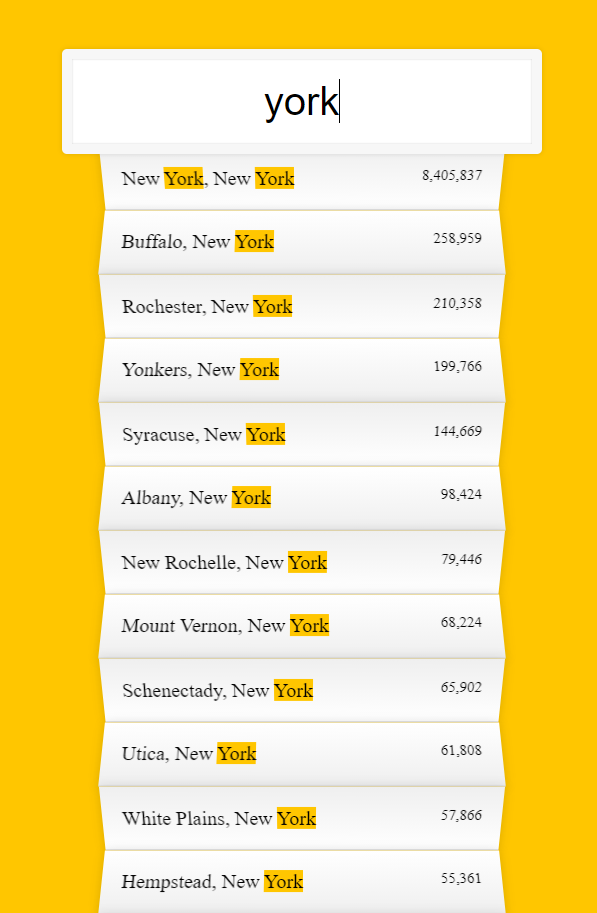 york
New York, New York 8,405,837
Buffalo, New York 258,959
Rochester, New York 210,358
Yonkers, New York 199,766
Syracuse, New York 144,669
Albany, New York 98,424
New Rochelle, New York 79,446
Mount Vernon, New York 68,224
Schenectady, New York 65,902
Utica, New York 61,808
White Plains, New York 57,866
Hempstead, New York 55,361